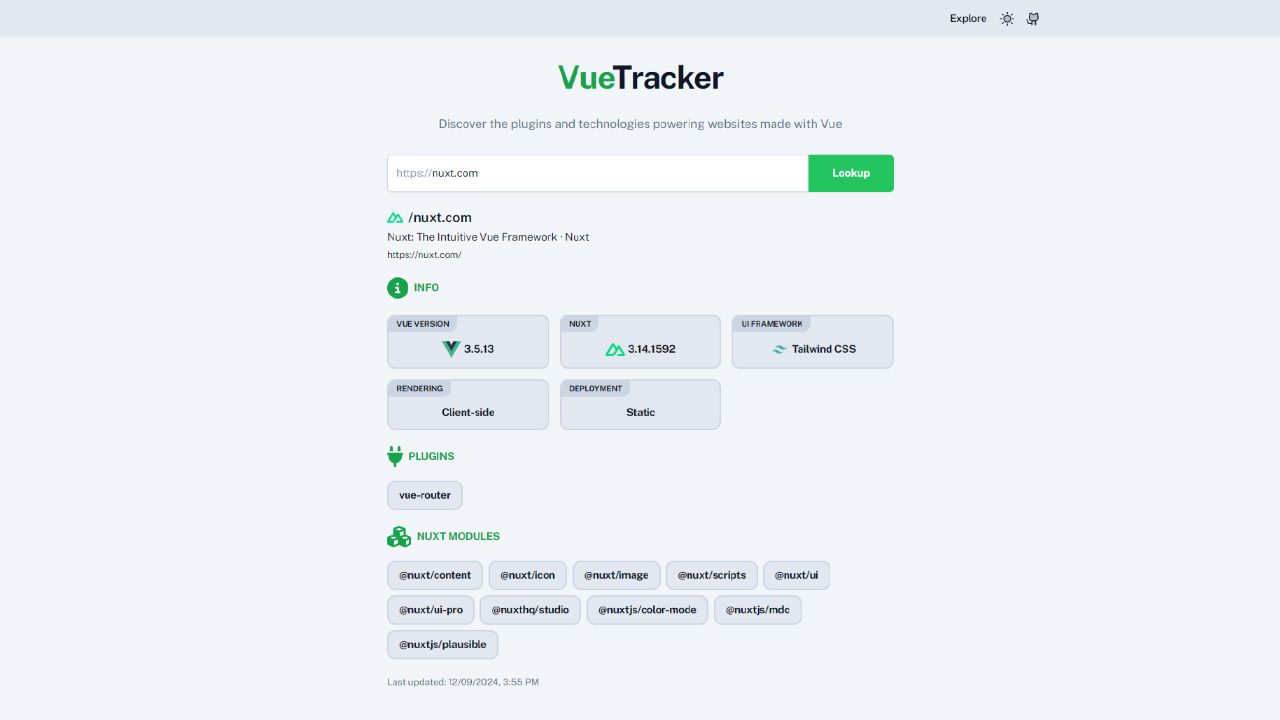 Explore
VueTracker
Discover the plugins and technologies powering websites made with Vue
https://nuxt.com Lookup
/nuxt.com
Nuxt: The Intuitive Vue Framework · Nuxt
https://nuxt.com/
INFO
VUE VERSION NUXT UI FRAMEWORK
3.5.13 3.14.1592 Tailwind CSS
RENDERING DEPLOYMENT
Client-side Static
PLUGINS
vue-router
NUXT MODULES
@nuxt/content @nuxt/icon @nuxt/image @nuxt/scripts @nuxt/ui
@nuxt/ui-pro @nuxthq/studio @nuxtjs/color-mode @nuxtjs/mdc
@nuxtjs/plausible
Last updated: 12/09/2024, 3:55 PM